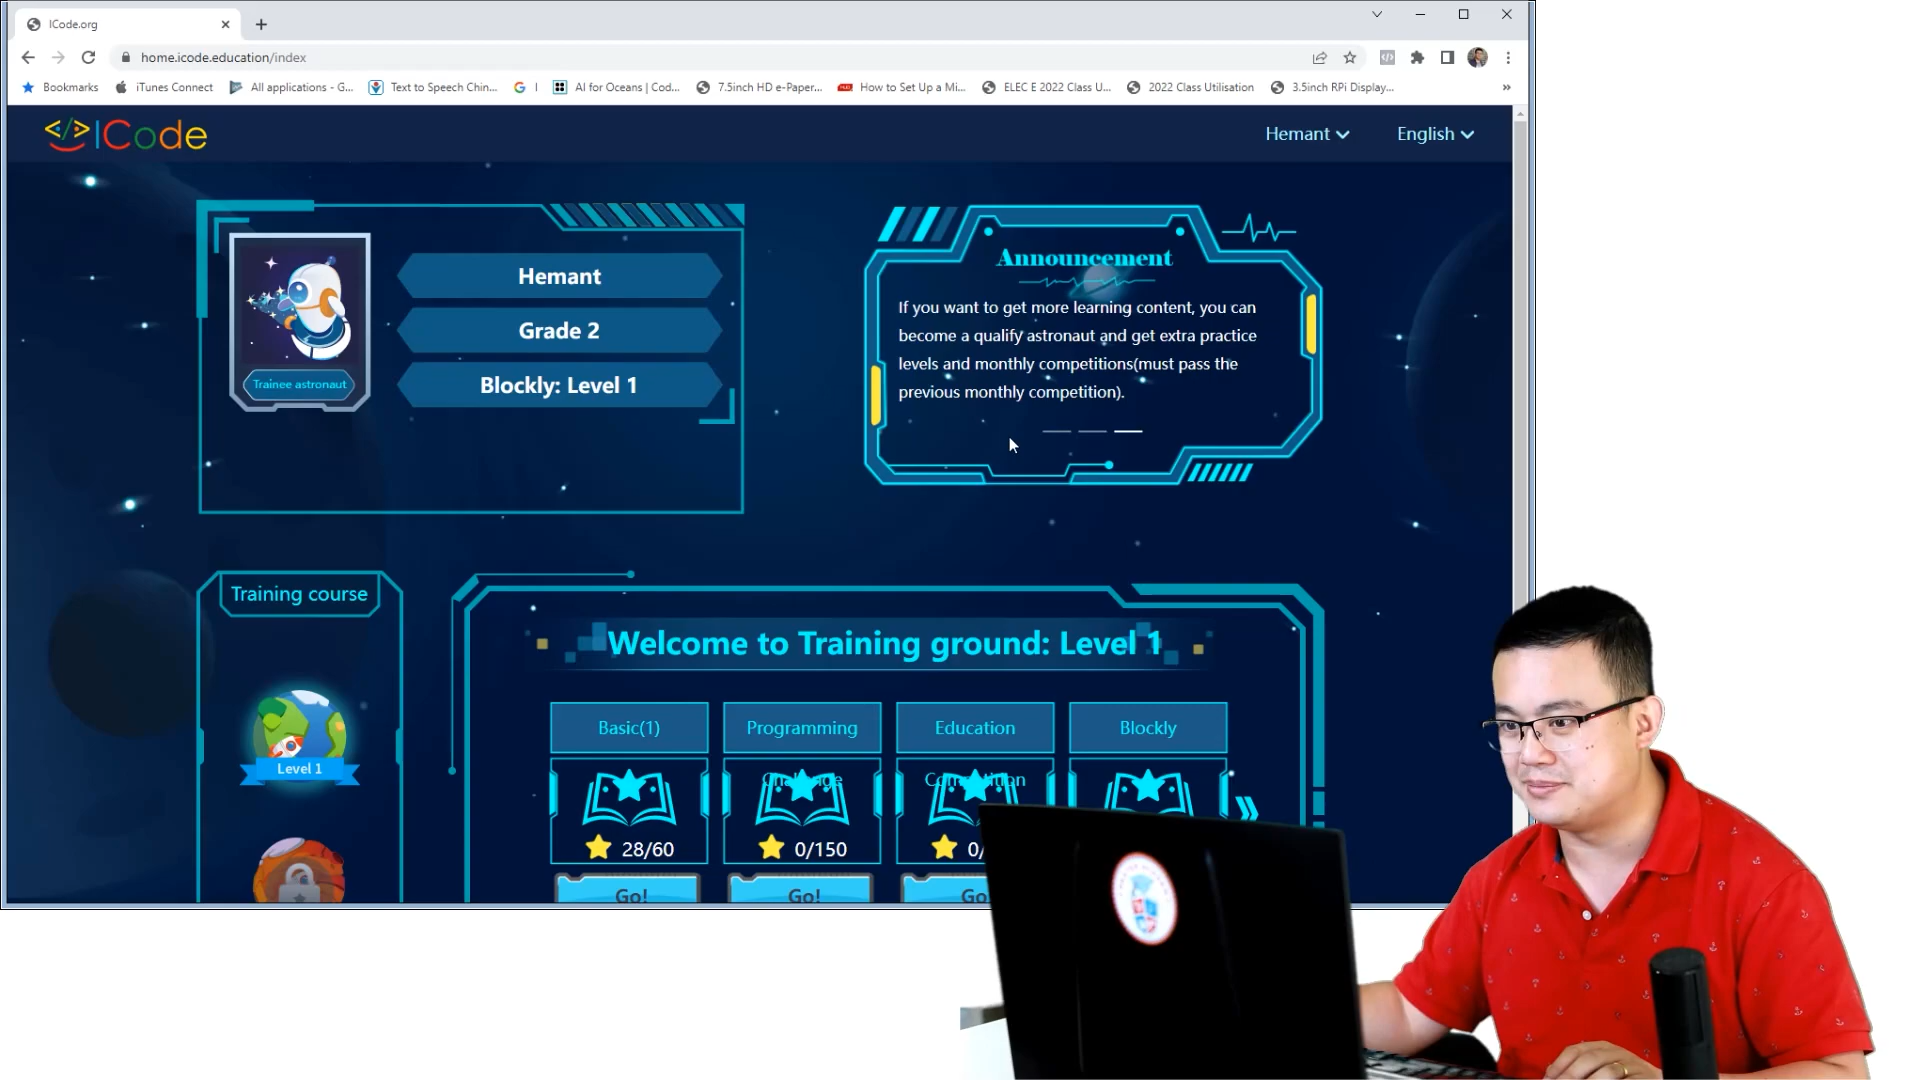 ICode.org
home.icode.education/index
Bookmarks
iTunes Connect
All applications - G...
Text to Speech Chin...
I
AI for Oceans | Cod...
7.5inch HD e-Paper...
How to Set Up a Mi...
ELEC E 2022 Class U...
2022 Class Utilisation
3.5inch RPi Display...
»
ICode
Hemant
English
Hemant
Grade 2
Blockly: Level 1
Trainee astronaut
Announcement
If you want to get more learning content, you can
become a qualify astronaut and get extra practice
levels and monthly competitions(must pass the
previous monthly competition).
Training course
Level 1
Welcome to Training ground: Level 1
Basic(1)
Programming
Challenge
Education
Competition
Blockly
28/60
0/150
0/
Go!
Go!
Go